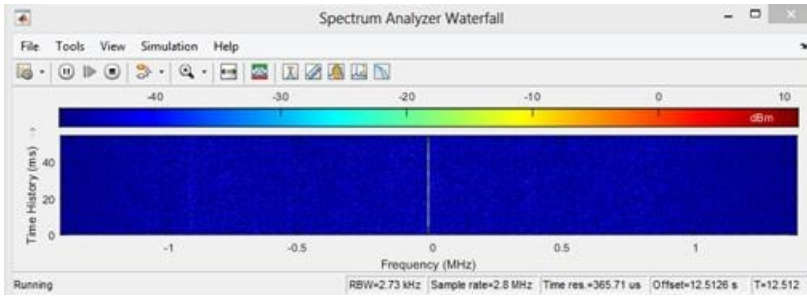 Spectrum Analyzer Waterfall
File Tools View Simulation Help
-40 -30 -20 -10 0 10
dBm
Time History (ms)
40
20
0
-1 -0.5 0 0.5 1
Frequency (MHz)
Running RBW=2.73 kHz Sample rate=2.8 MHz Time res.=365.71 us Offset=12.5126 s T=12.512